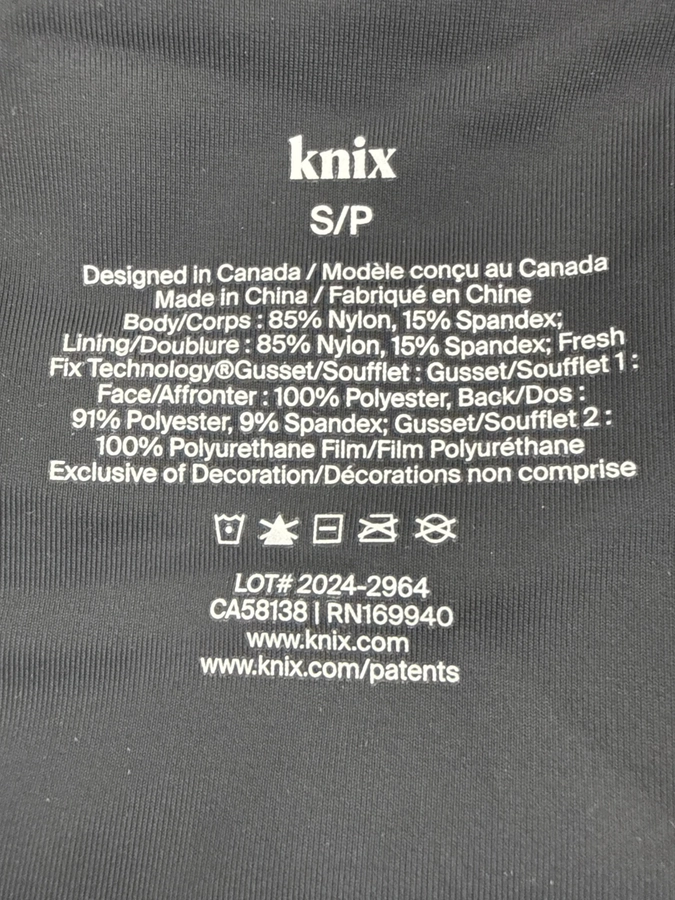 knix
S/P
Designed in Canada / Modèle conçu au Canada
Made in China / Fabriqué en Chine
Body/Corps : 85% Nylon, 15% Spandex;
Lining/Doublure : 85% Nylon, 15% Spandex; Fresh
Fix Technology®Gusset/Soufflet : Gusset/Soufflet 1 :
Face/Affronter : 100% Polyester, Back/Dos :
91% Polyester, 9% Spandex; Gusset/Soufflet 2 :
100% Polyurethane Film/Film Polyuréthane
Exclusive of Decoration/Décorations non comprise
LOT# 2024-2964
CA58138 | RN169940
www.knix.com
www.knix.com/patents